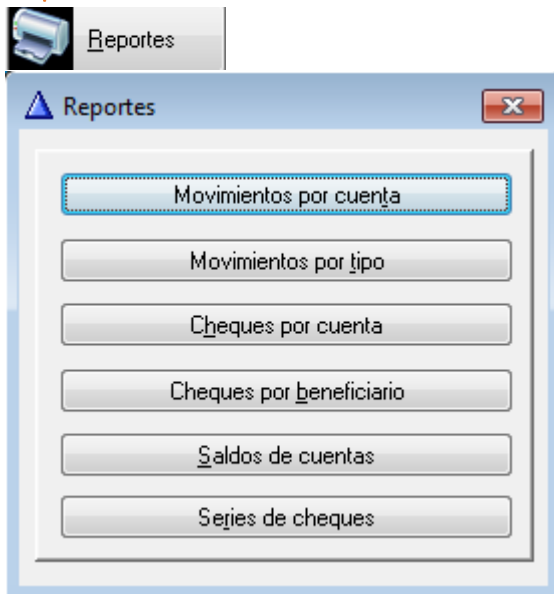 Reportes
Reportes
Movimientos por cuenta
Movimientos por tipo
Cheques por cuenta
Cheques por beneficiario
Saldos de cuentas
Series de cheques